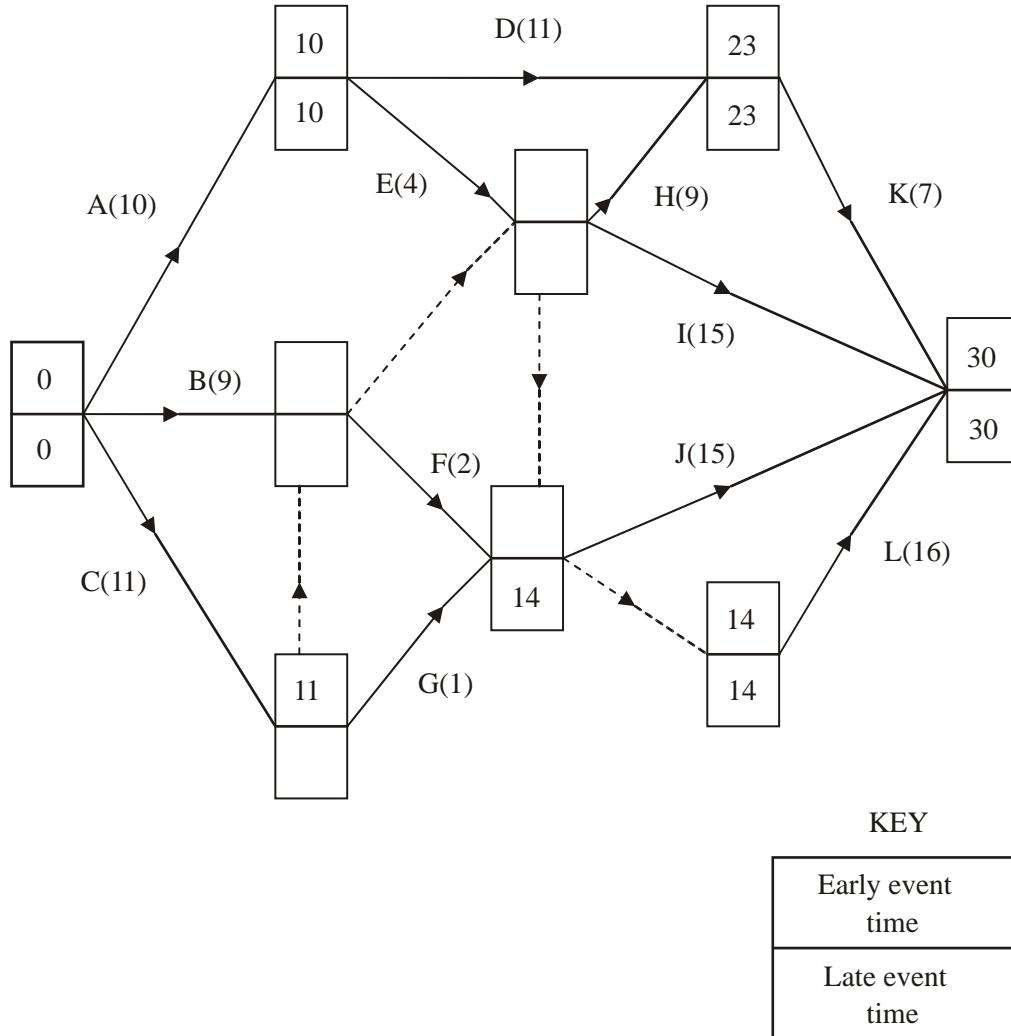 10
D(11)
23
10
23
E(4)
H(9)
K(7)
A(10)
I(15)
0
B(9)
30
0
30
F(2)
J(15)
C(11)
L(16)
14
14
11
G(1)
14
KEY
Early event
time
Late event
time